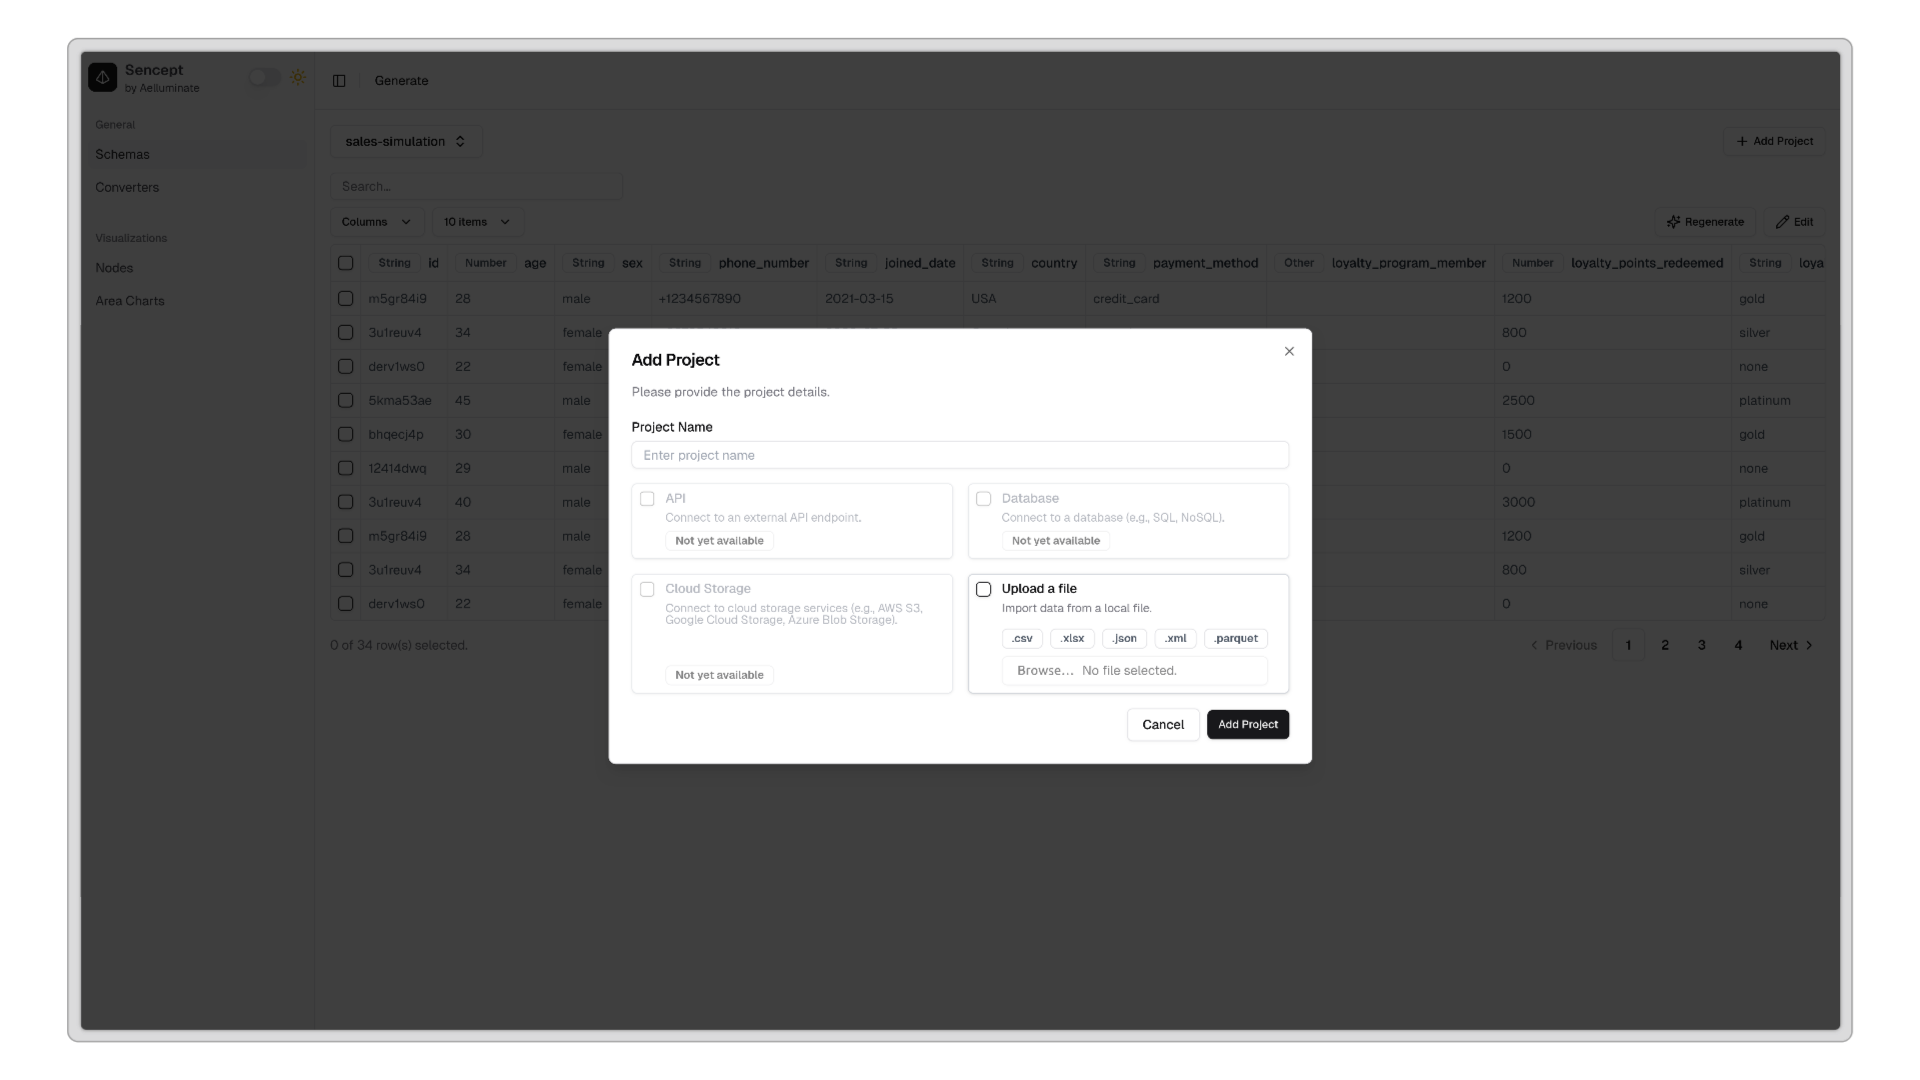 Sencept
by Aelluminate
Generate
General
Schemas
Converters
Visualizations
Nodes
Area Charts
sales-simulation
+ Add Project
Search...
Columns 10 items Regenerate Edit
String id Number age String sex String phone_number String joined_date String country String payment_method Other loyalty_program_member Number loyalty_points_redeemed String loya
m5gr84i9 28 male +1234567890 2021-03-15 USA credit_card 1200 gold
3u1reuv4 34 female 800 silver
derv1ws0 22 female 0 none
5kma53ae 45 male 2500 platinum
bhqecj4p 30 female 1500 gold
12414dwq 29 male 0 none
3u1reuv4 40 male 3000 platinum
m5gr84i9 28 male 1200 gold
3u1reuv4 34 female 800 silver
derv1ws0 22 female 0 none
0 of 34 row(s) selected.
Previous 1 2 3 4 Next
Add Project
Please provide the project details.
Project Name
Enter project name
API
Connect to an external API endpoint.
Not yet available
Database
Connect to a database (e.g., SQL, NoSQL).
Not yet available
Cloud Storage
Connect to cloud storage services (e.g., AWS S3,
Google Cloud Storage, Azure Blob Storage).
Not yet available
Upload a file
Import data from a local file.
.csv .xlsx .json .xml .parquet
Browse... No file selected.
Cancel Add Project